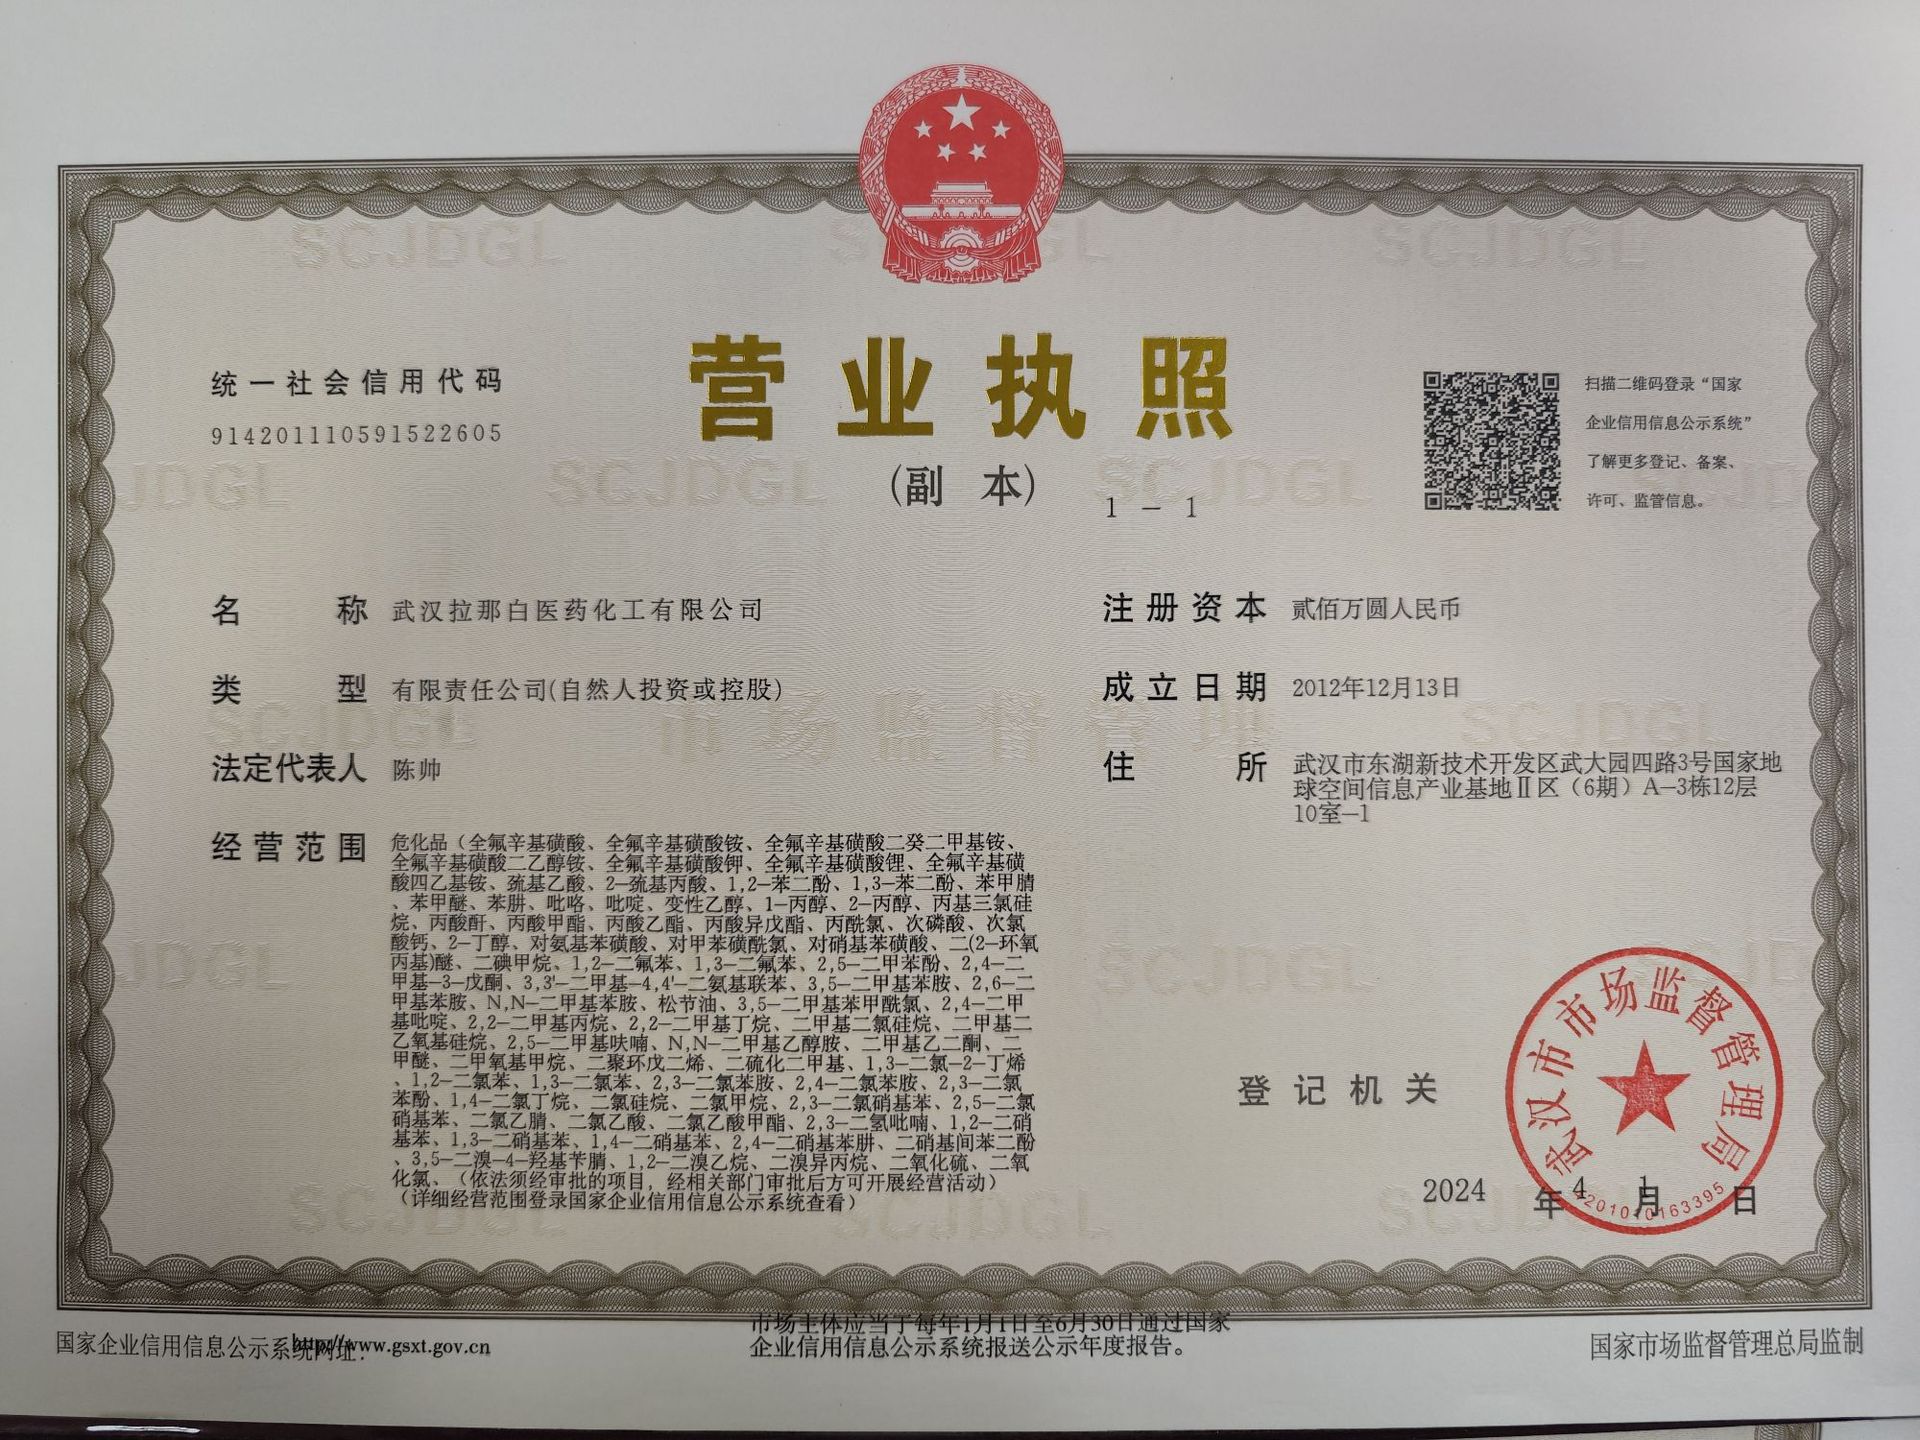 营业执照
(副 本)
1-1
统一社会信用代码
914201110591522605
扫描二维码登录“国家
企业信用信息公示系统”
了解更多登记、备案、
许可、监管信息。
名 称 武汉拉那白医药化工有限公司
类 型 有限责任公司(自然人投资或控股)
法定代表人 陈帅
经营范围 危化品（全氟辛基磺酸、全氟辛基磺酸铵、全氟辛基磺酸二癸二甲基铵、
全氟辛基磺酸二乙醇铵、全氟辛基磺酸钾、全氟辛基磺酸锂、全氟辛基磺
酸四乙基铵、巯基乙酸、2-巯基丙酸、1,2-苯二酚、1,3-苯二酚、苯甲腈
、苯甲醚、苯肼、吡咯、吡啶、变性乙醇、1-丙醇、2-丙醇、丙基三氯硅
烷、丙酸酐、丙酸甲酯、丙酸乙酯、丙酸异戊酯、丙酰氯、次磷酸、次氯
酸钙、2-丁醇、对氨基苯磺酸、对甲苯磺酰氯、对硝基苯磺酸、二(2-环氧
丙基)醚、二碘甲烷、1,2-二氟苯、1,3-二氟苯、2,5-二甲苯酚、2,4-二
甲基-3-戊酮、3,3'-二甲基-4,4'-二氨基联苯、3,5-二甲基苯胺、2,6-二
甲基苯胺、N,N-二甲基苯胺、松节油、3,5-二甲基苯甲酰氯、2,4-二甲
基吡啶、2,2-二甲基丙烷、2,2-二甲基丁烷、二甲基二氯硅烷、二甲基二
乙氧基硅烷、2,5-二甲基呋喃、N,N-二甲基乙醇胺、二甲基乙二酮、二
甲醚、二甲氧基甲烷、二聚环戊二烯、二硫化二甲基、1,3-二氯-2-丁烯
、1,2-二氯苯、1,3-二氯苯、2,3-二氯苯胺、2,4-二氯苯胺、2,3-二氯
苯酚、1,4-二氯丁烷、二氯硅烷、二氯甲烷、2,3-二氯硝基苯、2,5-二氯
硝基苯、二氯乙腈、二氯乙酸、二氯乙酸甲酯、2,3-二氢吡喃、1,2-二硝
基苯、1,3-二硝基苯、1,4-二硝基苯、2,4-二硝基苯肼、二硝基间苯二酚
、3,5-二溴-4-羟基苄腈、1,2-二溴乙烷、二溴异丙烷、二氧化硫、二氧
化氯、（依法须经审批的项目，经相关部门审批后方可开展经营活动）
（详细经营范围登录国家企业信用信息公示系统查看）
注册资本 贰佰万圆人民币
成立日期 2012年12月13日
住 所 武汉市东湖新技术开发区武大园四路3号国家地
球空间信息产业基地Ⅱ区（6期）A-3栋12层
10室-1
登记机关
武汉市市场监督管理局
4201010163395
2024 年 4 月 1 日
国家企业信用信息公示系统网址：http://www.gsxt.gov.cn
市场主体应当于每年1月1日至6月30日通过国家
企业信用信息公示系统报送公示年度报告。
国家市场监督管理总局监制
SCJDGL
市场监督管理